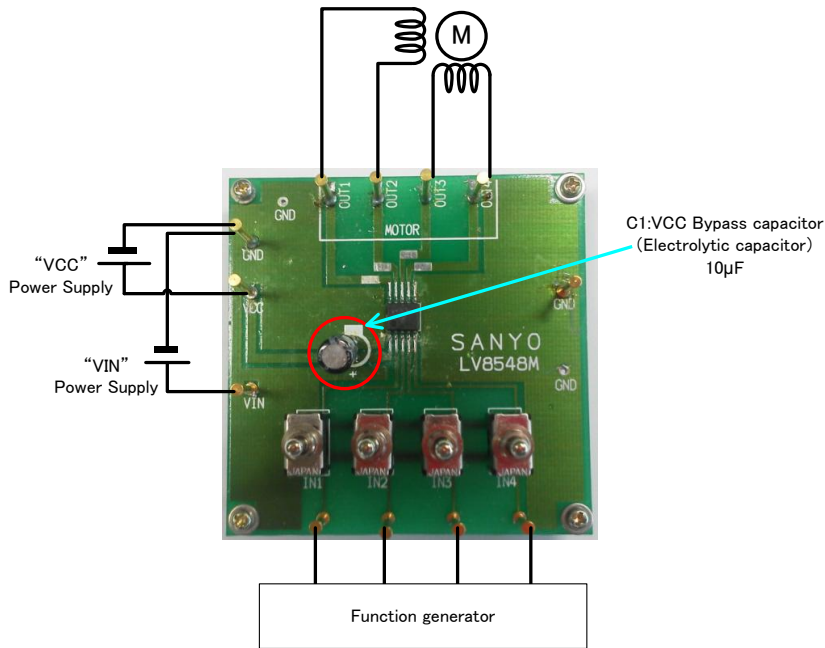 M
OUT1
OUT2
OUT3
OUT4
GND
MOTOR
GND
C1:VCC Bypass capacitor
(Electrolytic capacitor)
10μF
“VCC”
Power Supply
VCC
GND
SANYO
LV8548M
GND
“VIN”
Power Supply
+
VIN
JAPAN
JAPAN
JAPAN
JAPAN
IN1
IN2
IN3
IN4
Function generator